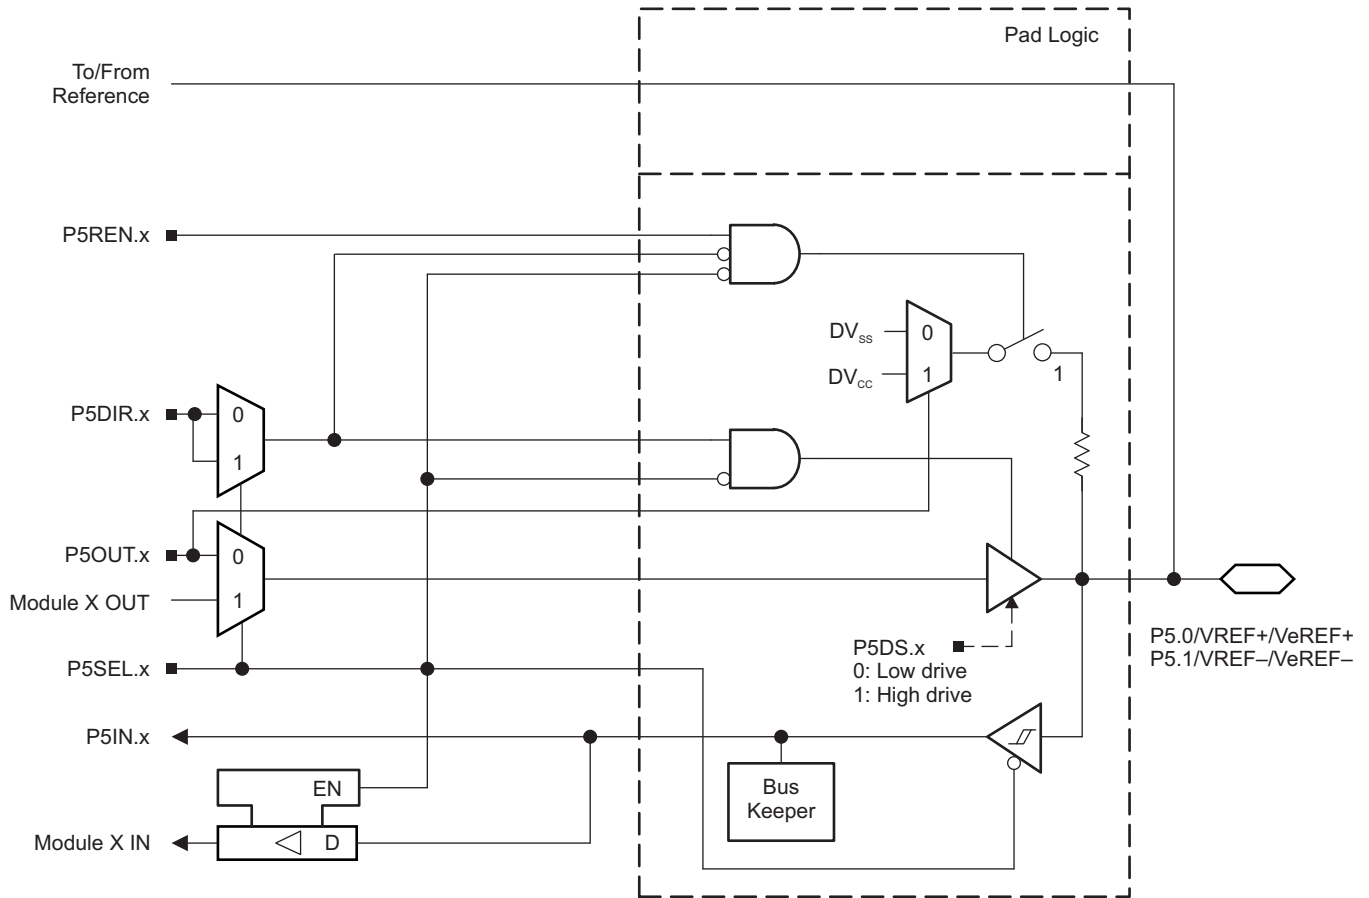 Pad Logic
To/From
Reference
P5REN.x
DVss
0
DVcc
1
1
P5DIR.x
0
1
P5OUT.x
0
Module X OUT
1
P5SEL.x
P5DS.x
0: Low drive
1: High drive
P5.0/VREF+/VeREF+
P5.1/VREF–/VeREF–
P5IN.x
Bus
Keeper
EN
Module X IN
D